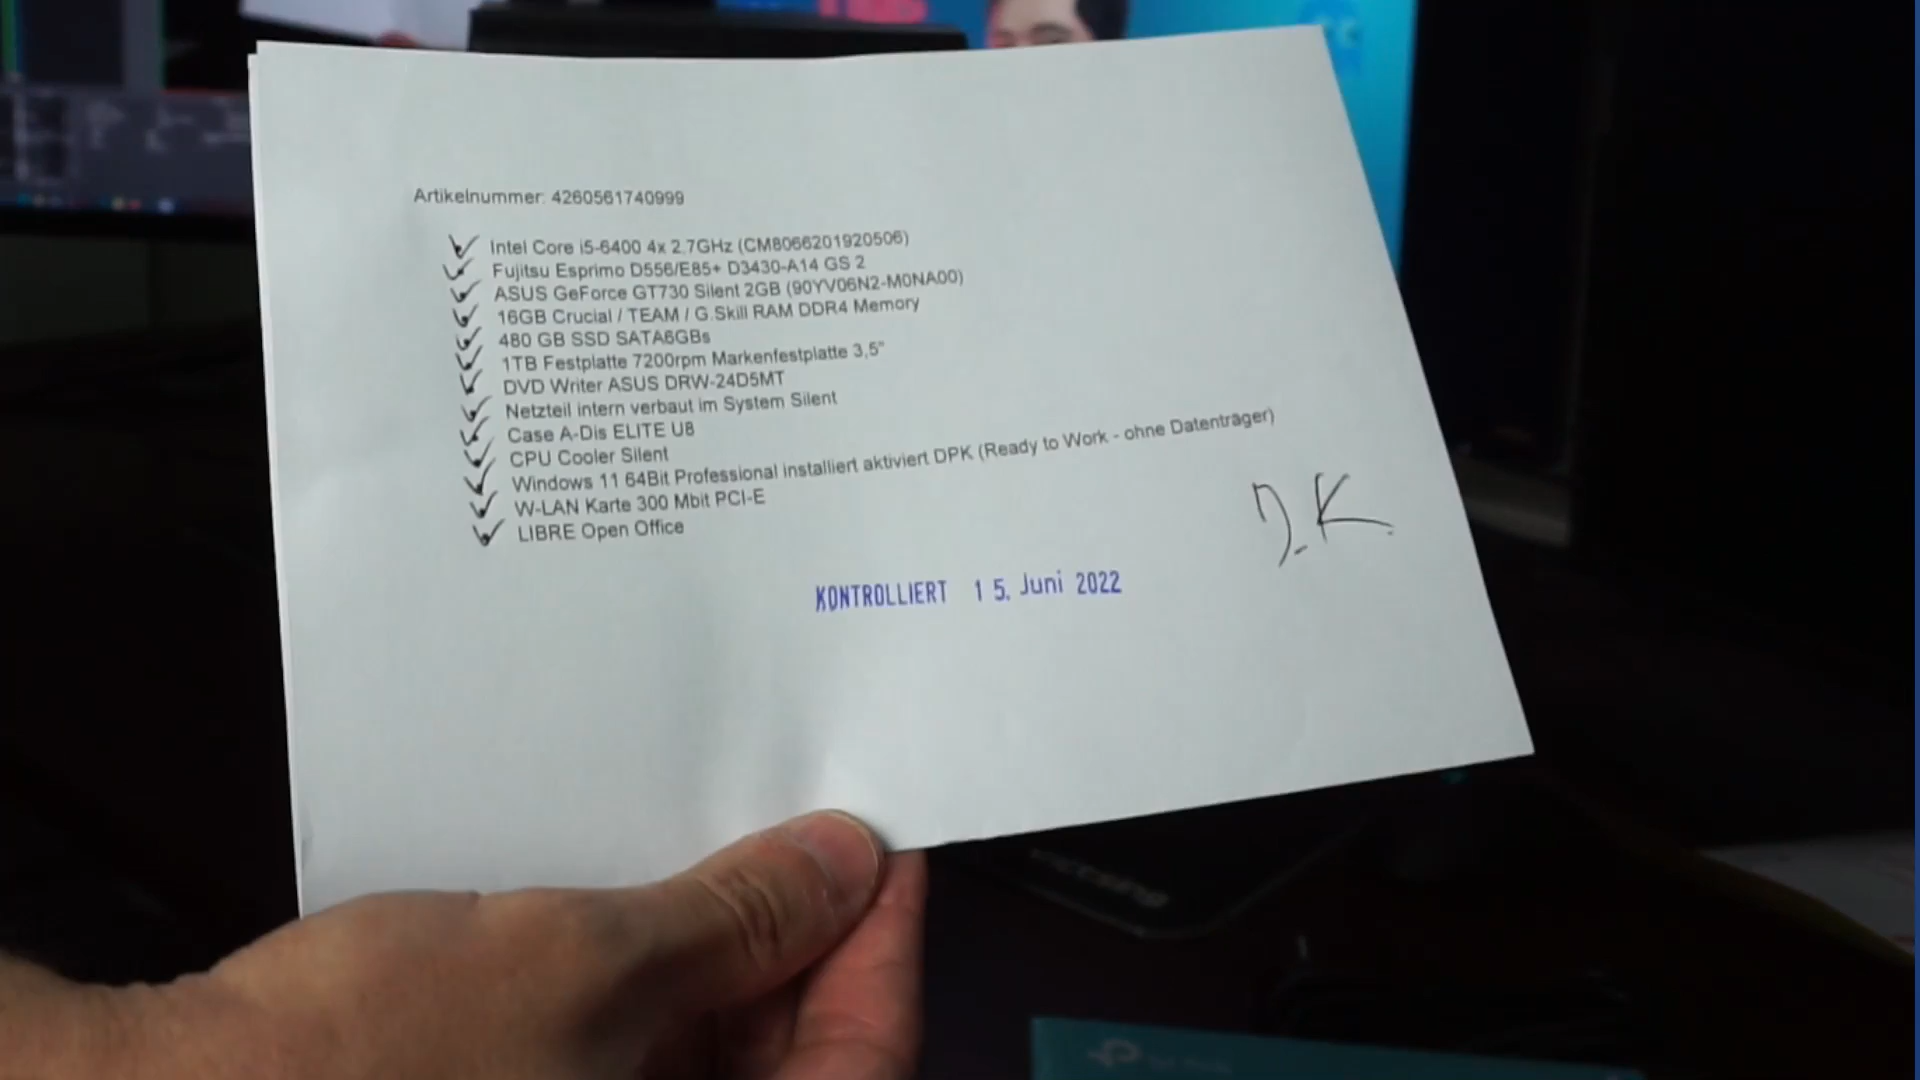 Artikelnummer: 4260561740999
Intel Core i5-6400 4x 2.7GHz (CM8066201920506)
Fujitsu Esprimo D556/E85+ D3430-A14 GS 2
ASUS GeForce GT730 Silent 2GB (90YV06N2-M0NA00)
16GB Crucial / TEAM / G.Skill RAM DDR4 Memory
480 GB SSD SATA6GBs
1TB Festplatte 7200rpm Markenfestplatte 3,5"
DVD Writer ASUS DRW-24D5MT
Netzteil intern verbaut im System Silent
Case A-Dis ELITE U8
CPU Cooler Silent
Windows 11 64Bit Professional installiert aktiviert DPK (Ready to Work - ohne Datenträger)
W-LAN Karte 300 Mbit PCI-E
LIBRE Open Office
J.K.
KONTROLLIERT 15. Juni 2022